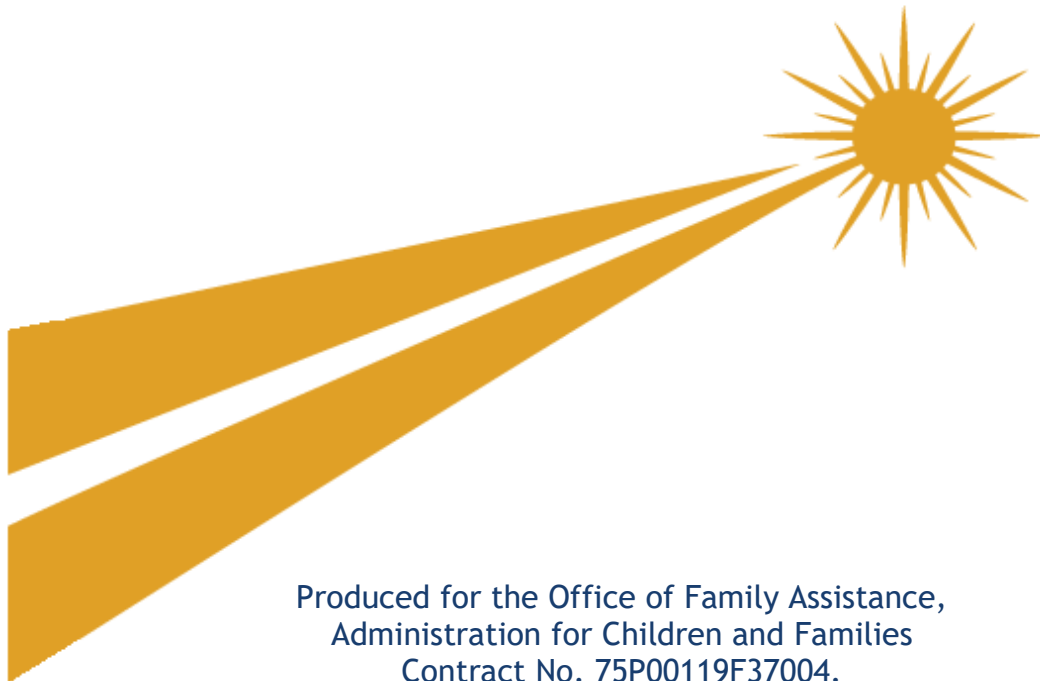 Produced for the Office of Family Assistance,
Administration for Children and Families
Contract No. 75P00119F37004.